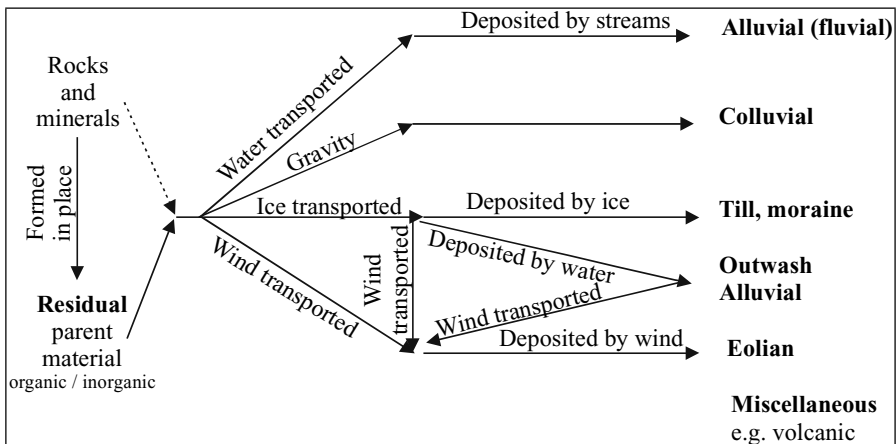 Rocks
and
minerals
Formed
in place
Residual
parent
material
organic / inorganic
Water transported
Gravity
Ice transported
Wind transported
Wind
transported
Deposited by streams
Deposited by ice
Deposited by water
Wind transported
Deposited by wind
Alluvial (fluvial)
Colluvial
Till, moraine
Outwash
Alluvial
Eolian
Miscellaneous
e.g. volcanic